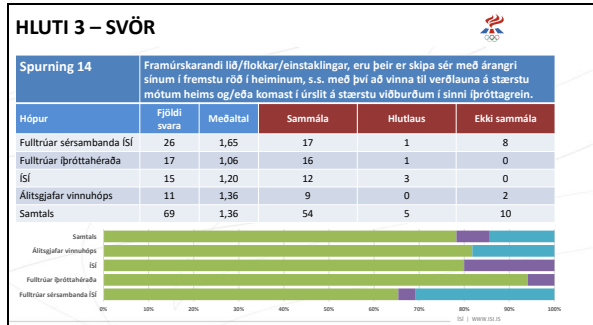 HLUTI 3 – SVÖR
Spurning 14
Framúrskarandi lið/flokkar/einstaklingar, eru þeir er skipa sér með árangri
sínum í fremstu röð í heiminum, s.s. með því að vinna til verðlauna á stærstu
mótum heims og/eða komast í úrslit á stærstu viðburðum í sinni íþróttagrein.
Hópur Fjöldi svara Meðaltal Sammála Hlutlaus Ekki sammála
Fulltrúar sérsambanda ÍSÍ 26 1,65 17 1 8
Fulltrúar íþróttahéraða 17 1,06 16 1 0
ÍSÍ 15 1,20 12 3 0
Álitsgjafar vinnuhóps 11 1,36 9 0 2
Samtals 69 1,36 54 5 10
Samtals
Álitsgjafar vinnuhóps
ÍSÍ
Fulltrúar íþróttahéraða
Fulltrúar sérsambanda ÍSÍ
0% 10% 20% 30% 40% 50% 60% 70% 80% 90% 100%
ÍSÍ | www.isi.is